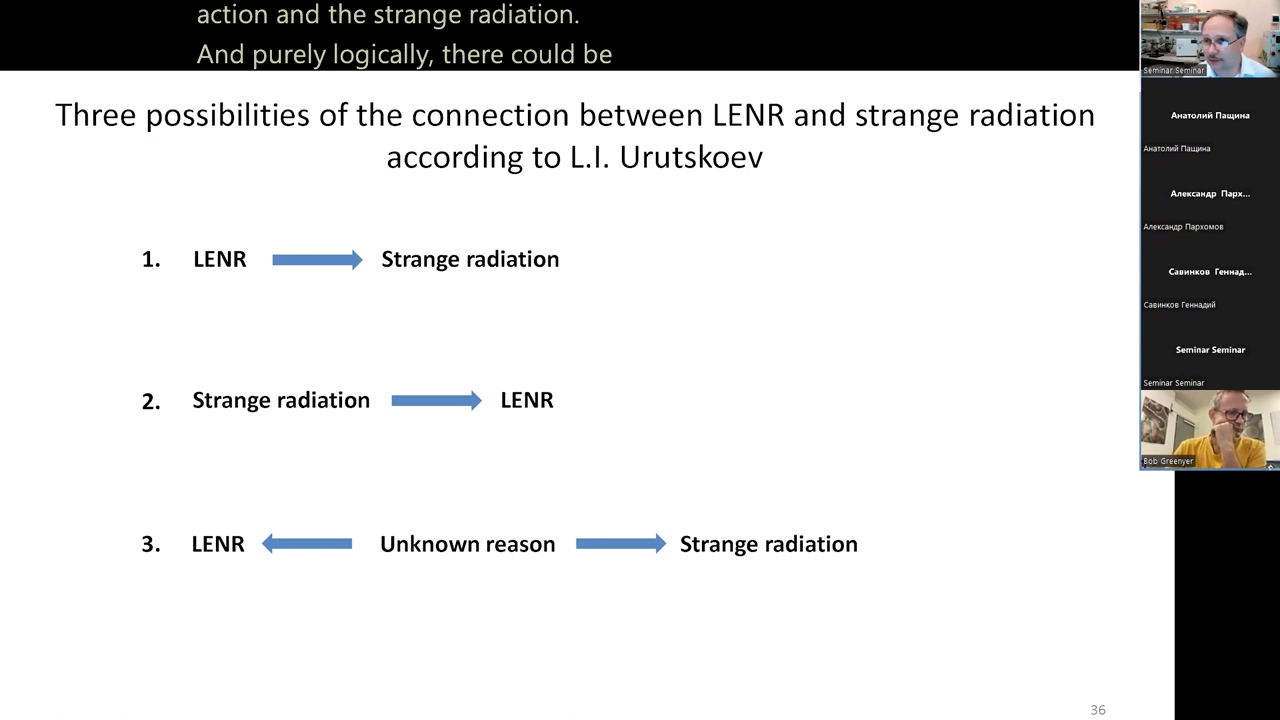 action and the strange radiation.
And purely logically, there could be
Three possibilities of the connection between LENR and strange radiation
according to L.I. Urutskoev
1. LENR Strange radiation
2. Strange radiation LENR
3. LENR Unknown reason Strange radiation
36
Seminar Seminar
Анатолий Пащина
Анатолий Пащина
Александр Парх...
Александр Пархомов
Савинков Геннад...
Савинков Геннадий
Seminar Seminar
Seminar Seminar
Bob Greenyer